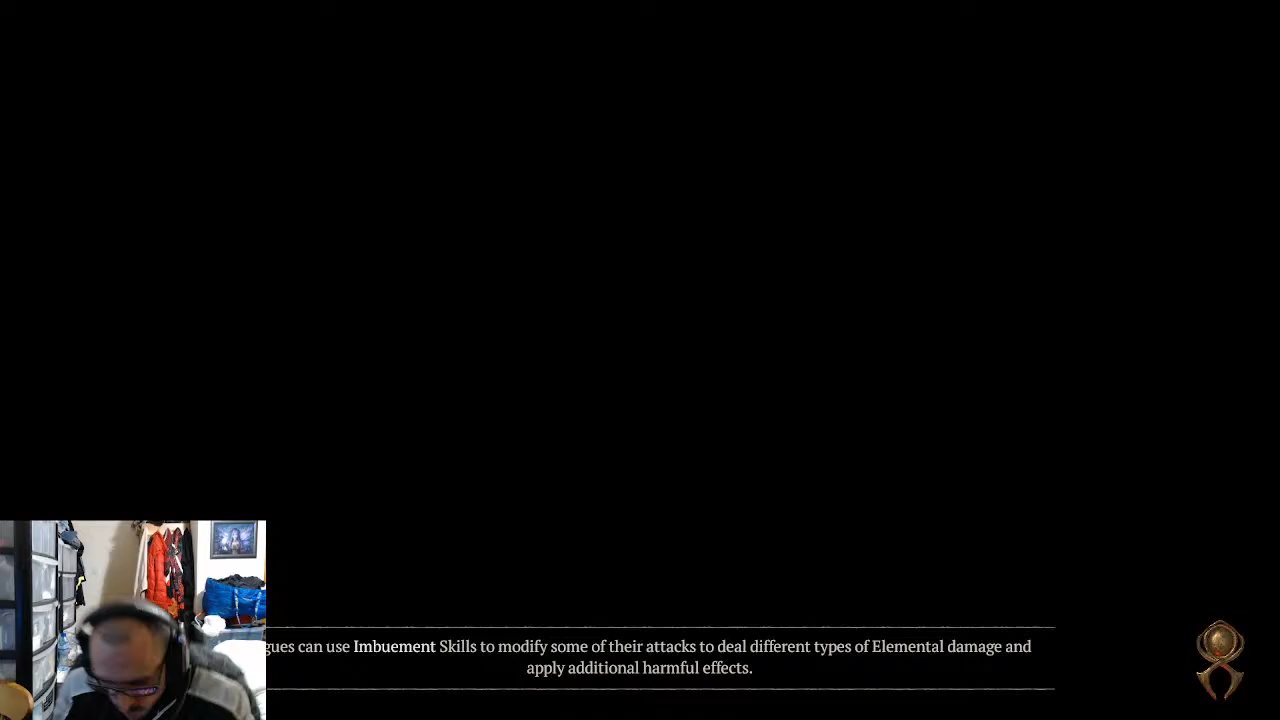 can use Imbuement Skills to modify some of their attacks to deal different types of Elemental damage and
apply additional harmful effects.